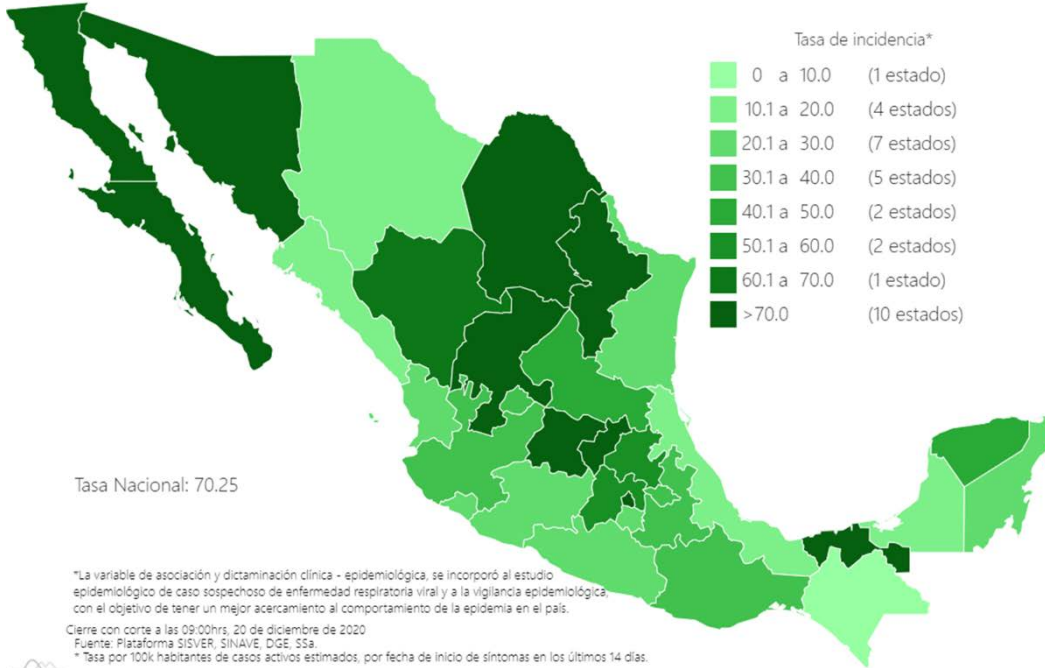 Tasa de incidencia*
0 a 10.0 (1 estado)
10.1 a 20.0 (4 estados)
20.1 a 30.0 (7 estados)
30.1 a 40.0 (5 estados)
40.1 a 50.0 (2 estados)
50.1 a 60.0 (2 estados)
60.1 a 70.0 (1 estado)
>70.0 (10 estados)
Tasa Nacional: 70.25
*La variable de asociación y dictaminación clínica - epidemiológica, se incorporó al estudio
epidemiológico de caso sospechoso de enfermedad respiratoria viral y a la vigilancia epidemiológica,
con el objetivo de tener un mejor acercamiento al comportamiento de la epidemia en el país.
Cierre con corte a las 09:00hrs, 20 de diciembre de 2020
Fuente: Plataforma SISVER, SINAVE, DGE, SSa.
* Tasa por 100k habitantes de casos activos estimados, por fecha de inicio de síntomas en los últimos 14 días.